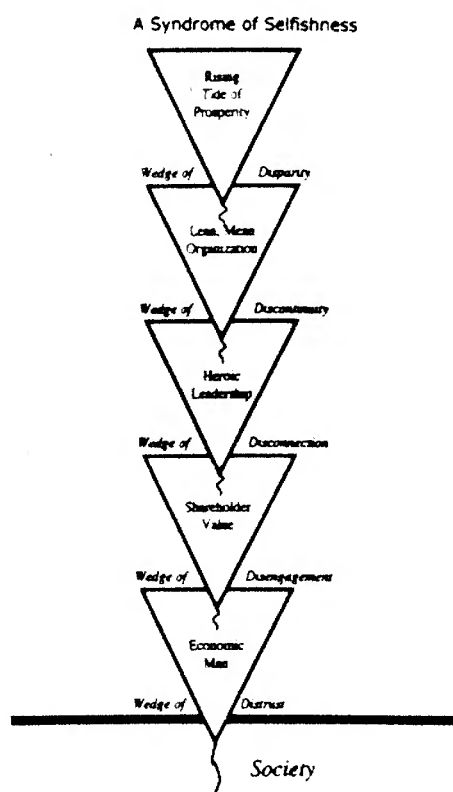 A Syndrome of Selfishness
Rising
Tide of
Prosperity
Wedge of Disparity
Lean, Mean
Organization
Wedge of Discontinuity
Heroic
Leadership
Wedge of Disconnection
Shareholder
Value
Wedge of Disengagement
Economic
Man
Wedge of Distrust
Society